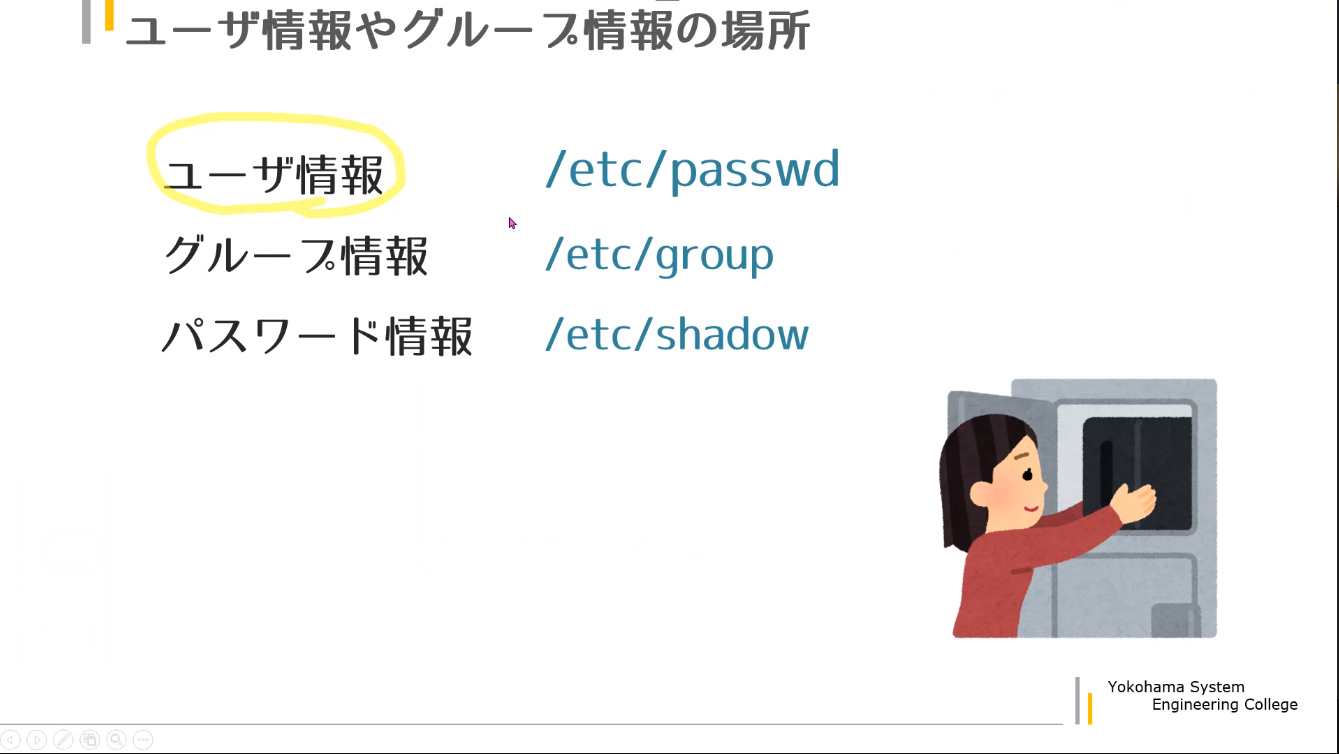 ユーザ情報やグループ情報の場所
ユーザ情報 /etc/passwd
グループ情報 /etc/group
パスワード情報 /etc/shadow
Yokohama System
Engineering College